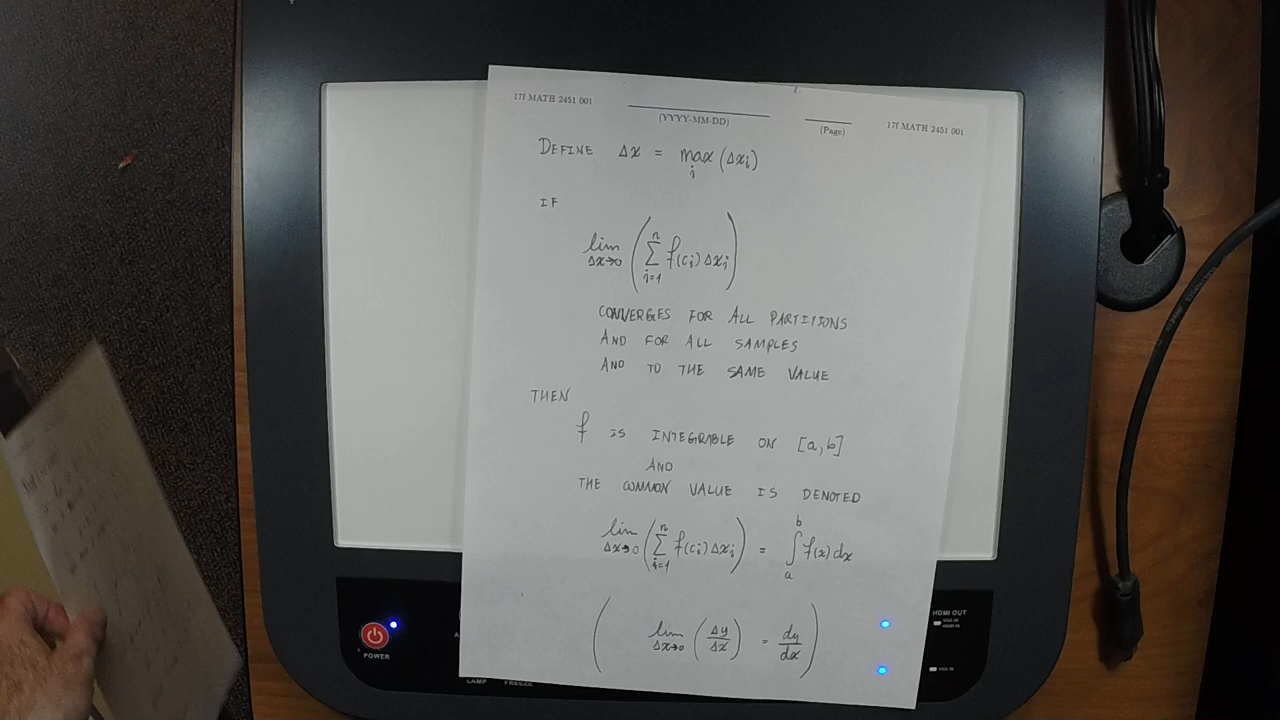 17f MATH 2451 001
(YYYY-MM-DD)
(Page)
17f MATH 2451 001
DEFINE Δx = max_i (Δx_i)
IF
lim_{Δx→0} ( ∑_{i=1}^{n} f(c_i) Δx_i )
CONVERGES FOR ALL PARTITIONS
AND FOR ALL SAMPLES
AND TO THE SAME VALUE
THEN
f IS INTEGRABLE ON [a,b]
AND
THE COMMON VALUE IS DENOTED
lim_{Δx→0} ( ∑_{i=1}^{n} f(c_i) Δx_i ) = ∫_a^b f(x) dx
( lim_{Δx→0} ( Δy/Δx ) = dy/dx )
POWER
LAMP
FREEZE
HDMI OUT
VGA IN